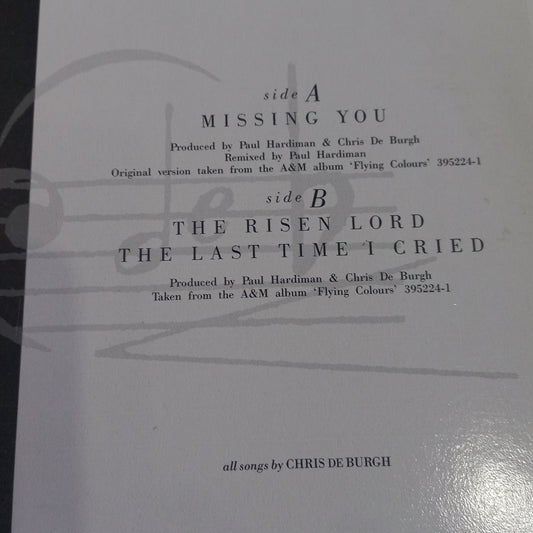 side A
MISSING YOU
Produced by Paul Hardiman & Chris De Burgh
Remixed by Paul Hardiman
Original version taken from the A&M album ‘Flying Colours’ 395224-1
side B
THE RISEN LORD
THE LAST TIME I CRIED
Produced by Paul Hardiman & Chris De Burgh
Taken from the A&M album ‘Flying Colours’ 395224-1
all songs by CHRIS DE BURGH